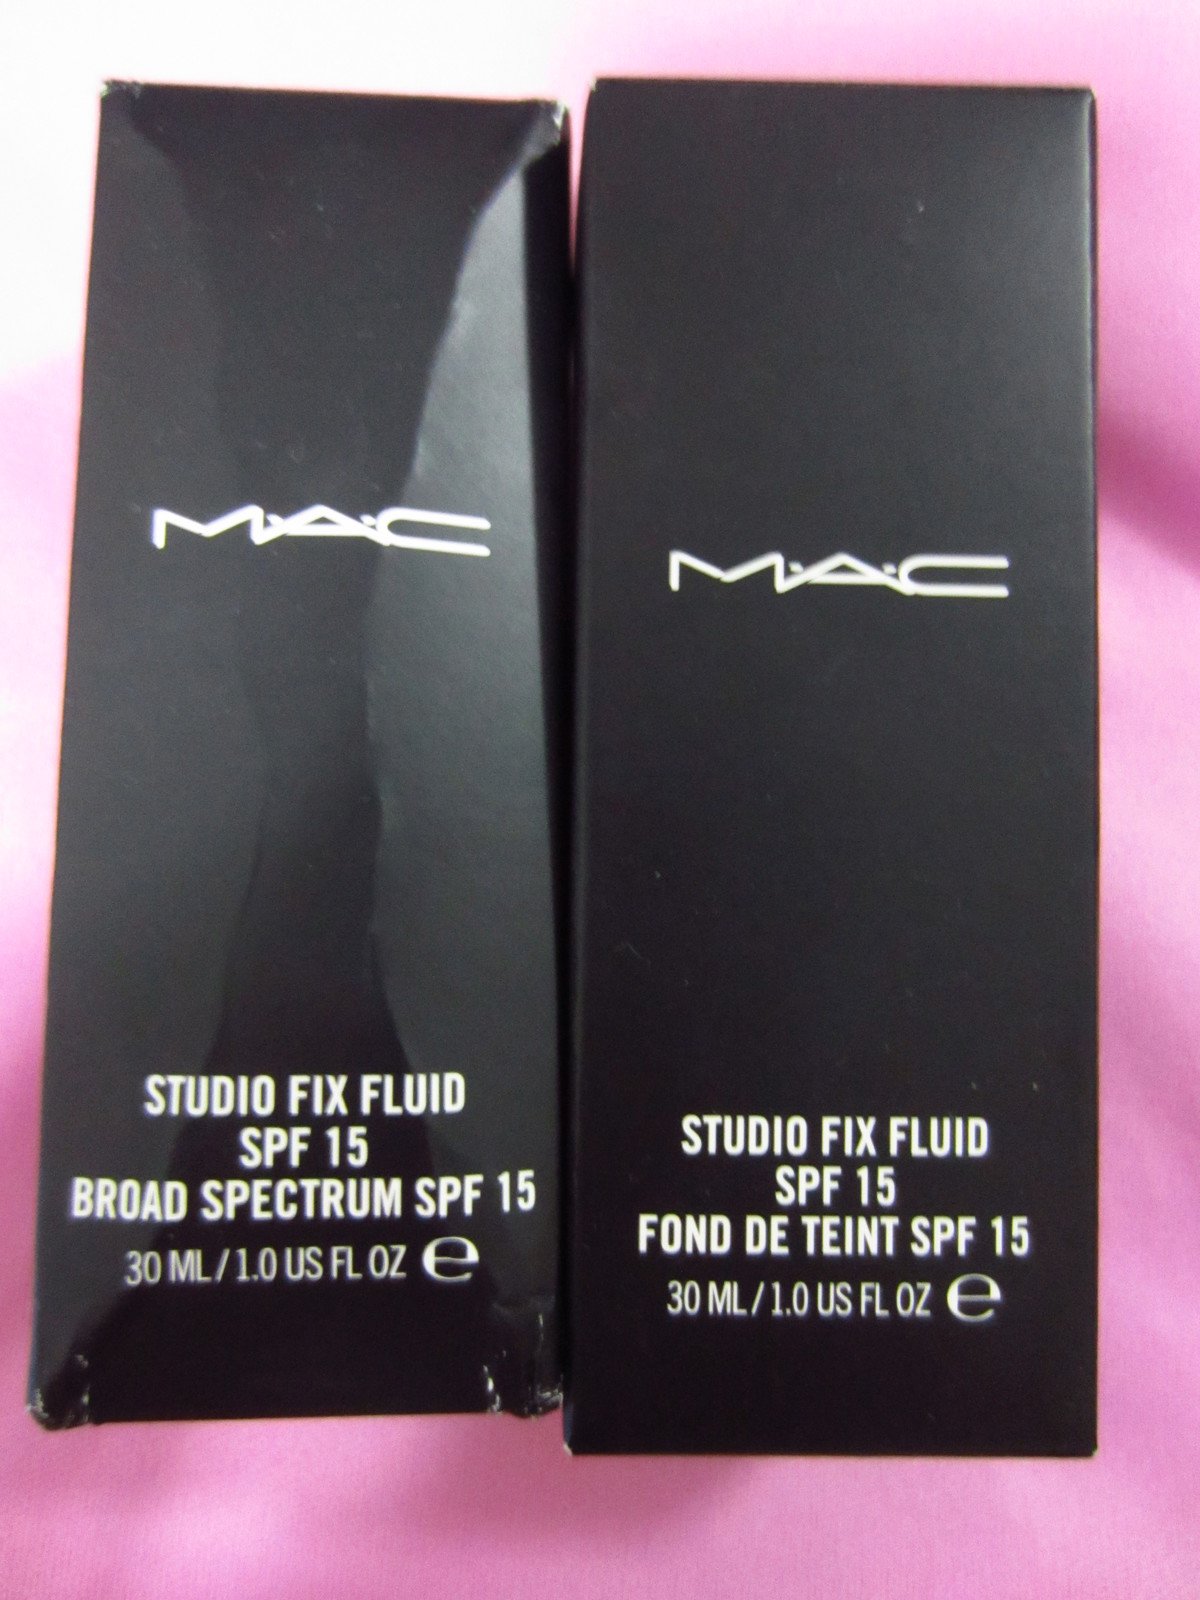 M·A·C
STUDIO FIX FLUID
SPF 15
BROAD SPECTRUM SPF 15
30 ML / 1.0 US FL OZ ℮
M·A·C
STUDIO FIX FLUID
SPF 15
FOND DE TEINT SPF 15
30 ML / 1.0 US FL OZ ℮